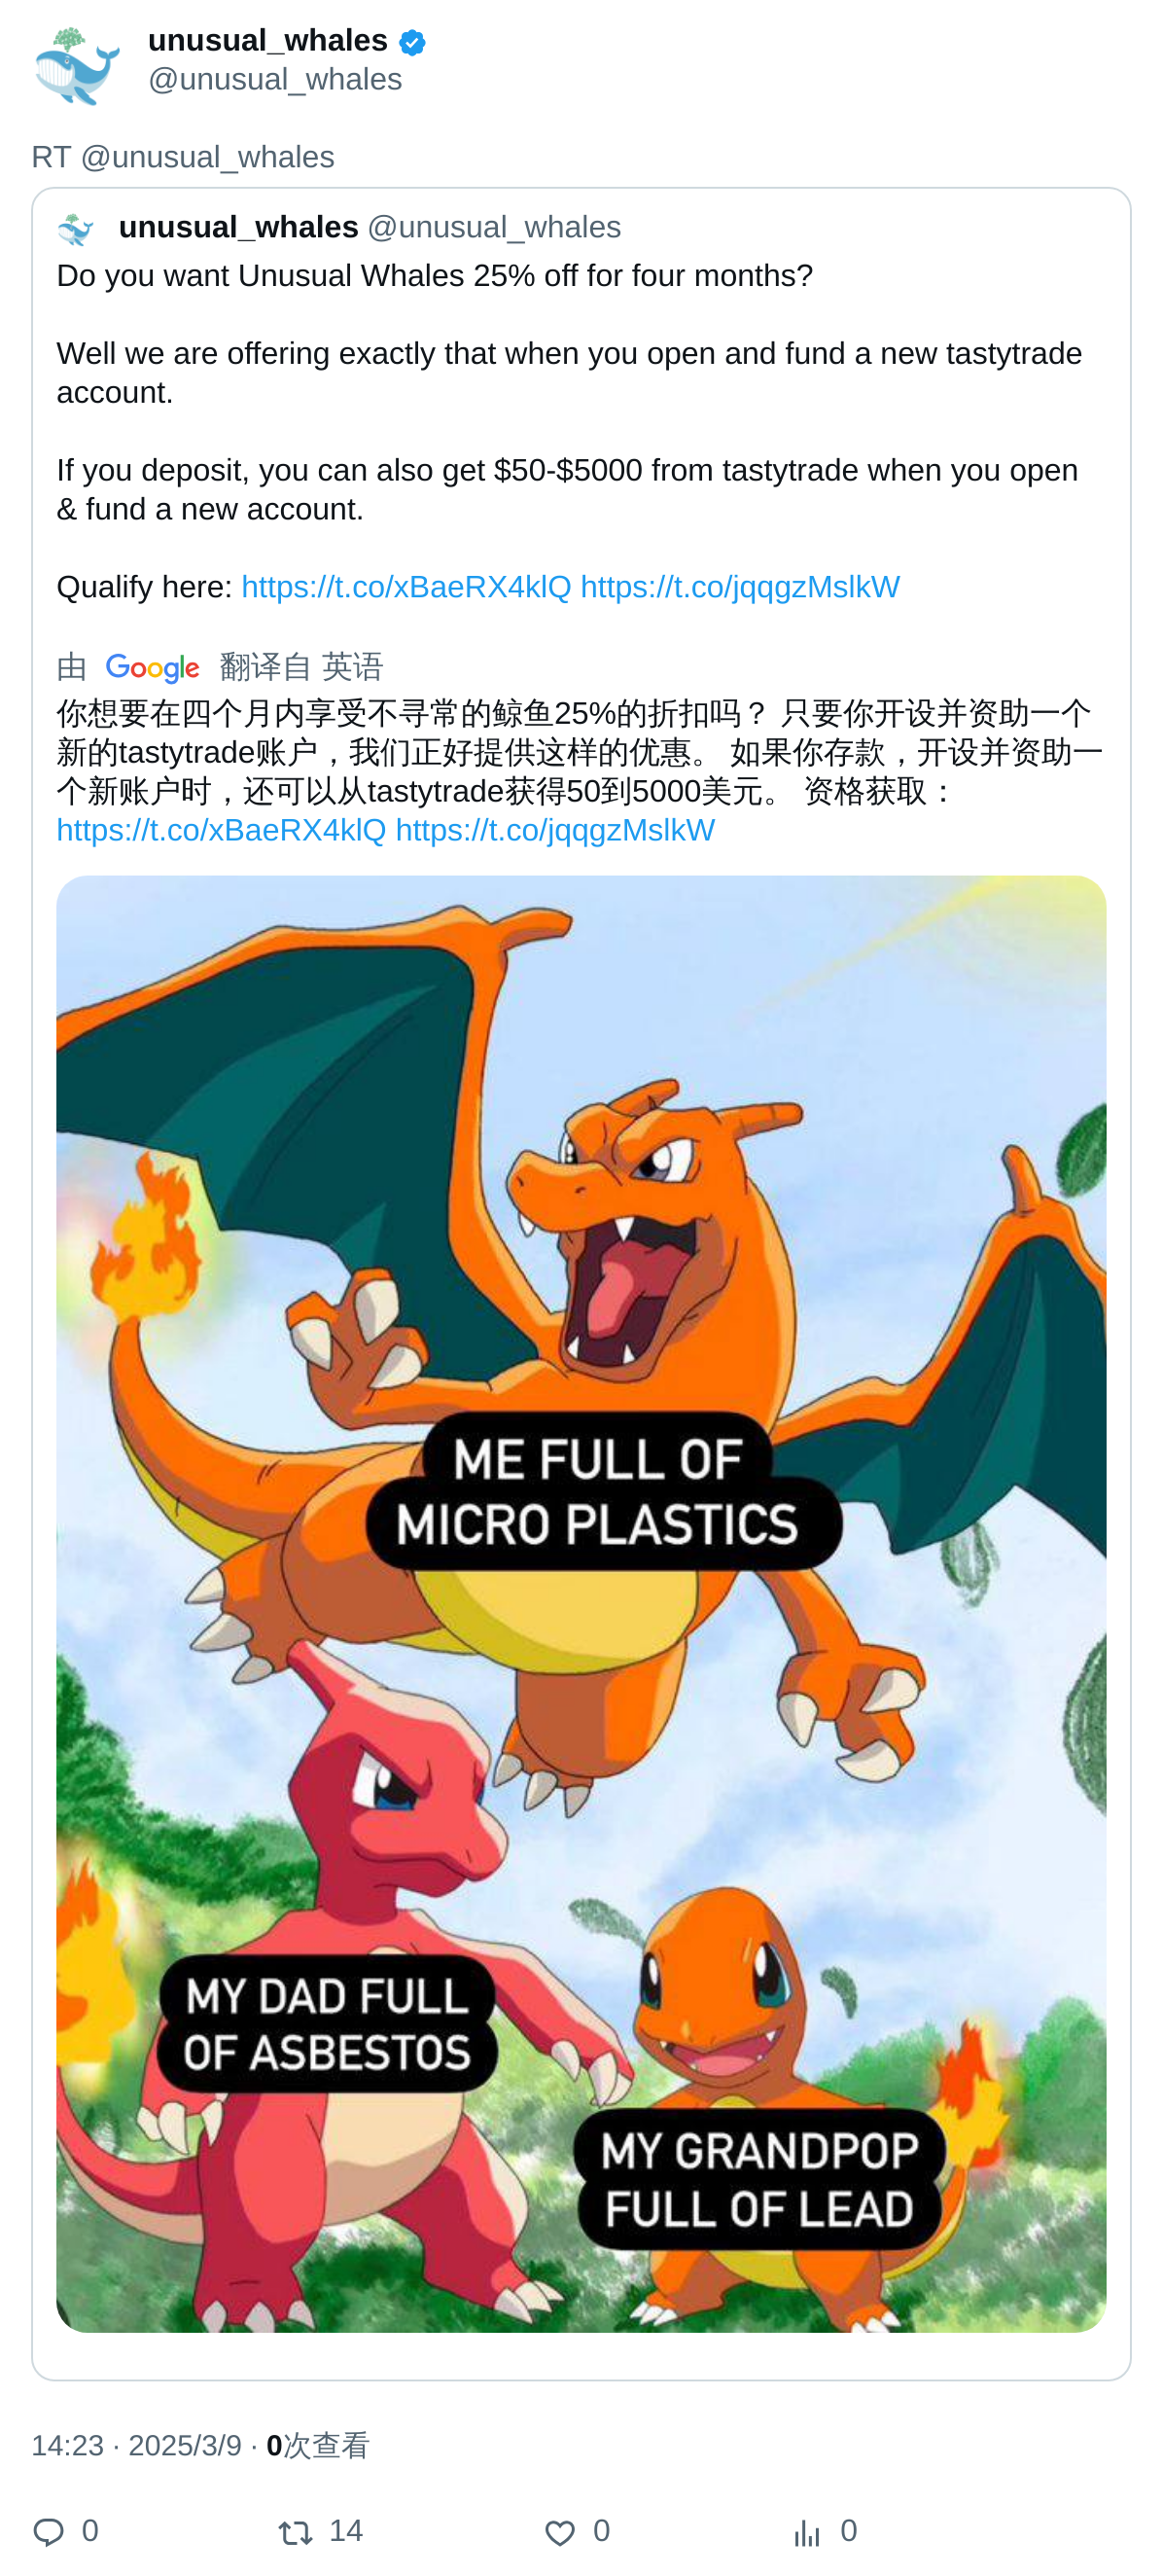 unusual_whales
@unusual_whales
RT @unusual_whales
unusual_whales @unusual_whales
Do you want Unusual Whales 25% off for four months?
Well we are offering exactly that when you open and fund a new tastytrade
account.
If you deposit, you can also get $50-$5000 from tastytrade when you open
& fund a new account.
Qualify here: https://t.co/xBaeRX4klQ https://t.co/jqqgzMslkW
由 Google 翻译自 英语
你想要在四个月内享受不寻常的鲸鱼25%的折扣吗？ 只要你开设并资助一个
新的tastytrade账户，我们正好提供这样的优惠。 如果你存款，开设并资助一
个新账户时，还可以从tastytrade获得50到5000美元。 资格获取：
https://t.co/xBaeRX4klQ https://t.co/jqqgzMslkW
ME FULL OF
MICRO PLASTICS
MY DAD FULL
OF ASBESTOS
MY GRANDPOP
FULL OF LEAD
14:23 · 2025/3/9 · 0次查看
0 14 0 0